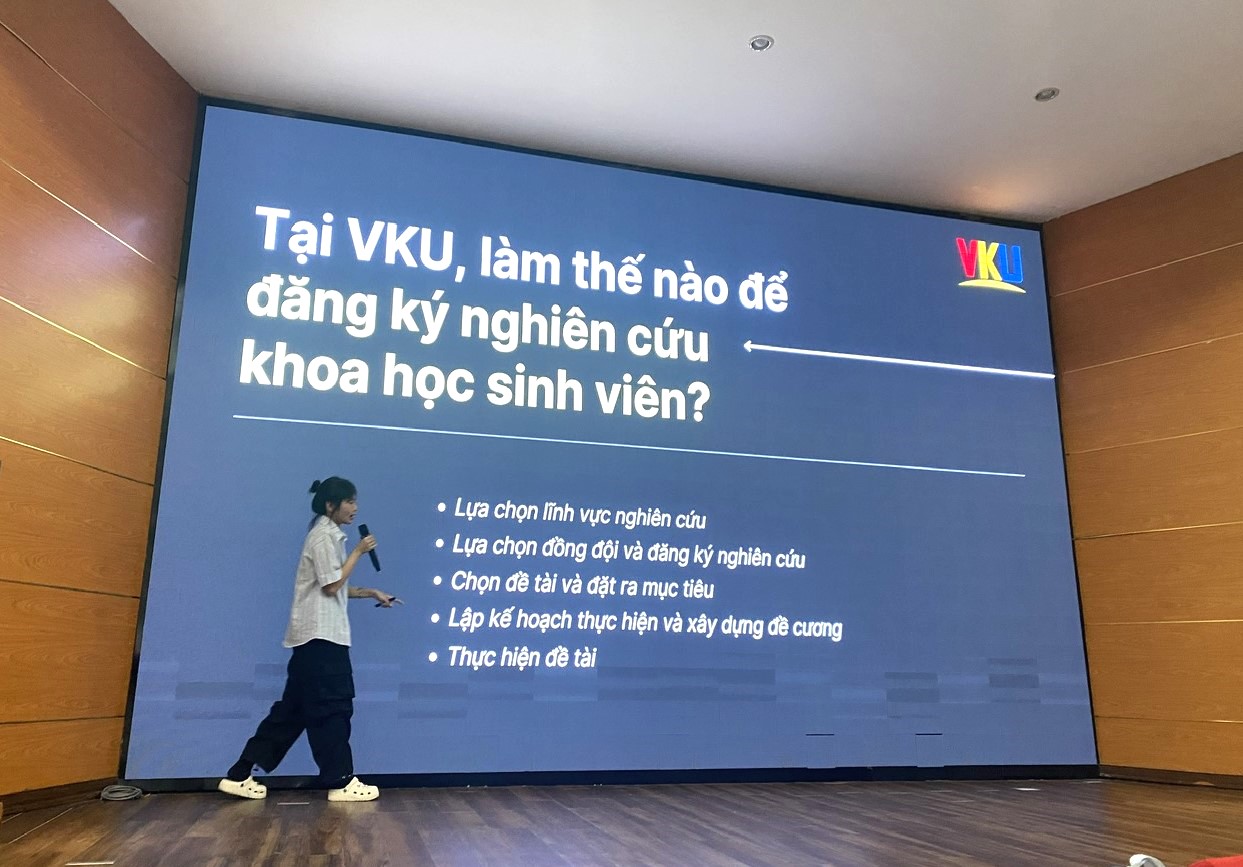 VKU
Tại VKU, làm thế nào để
đăng ký nghiên cứu
khoa học sinh viên?
• Lựa chọn lĩnh vực nghiên cứu
• Lựa chọn đồng đội và đăng ký nghiên cứu
• Chọn đề tài và đặt ra mục tiêu
• Lập kế hoạch thực hiện và xây dựng đề cương
• Thực hiện đề tài